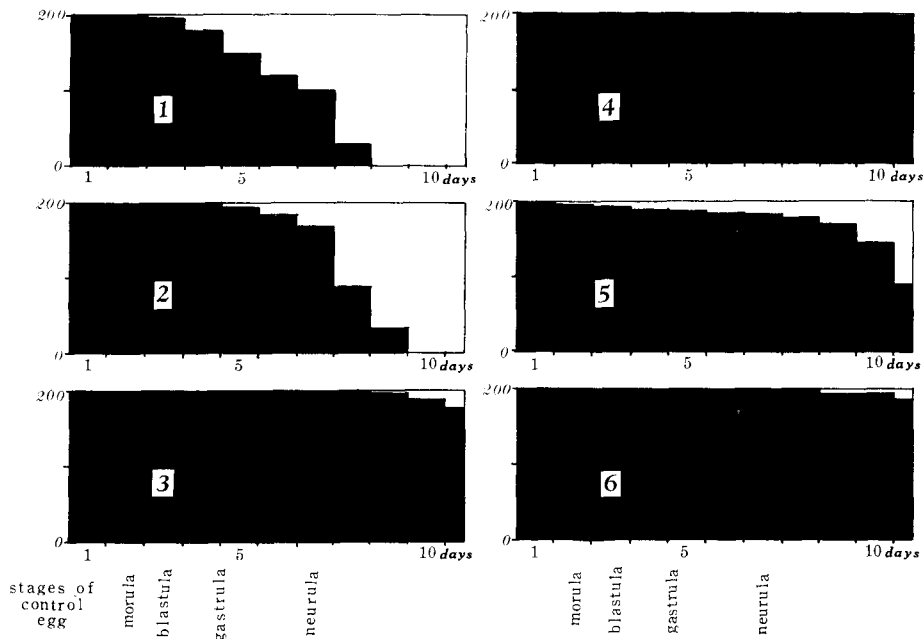 200
1
0
1 5 10 days
200
4
0
1 5 10 days
200
2
0
1 5 10 days
200
5
0
1 5 10 days
200
3
0
1 5 10 days
200
6
0
1 5 10 days
stages of
control
egg
morula
blastula
gastrula
neurula
morula
blastula
gastrula
neurula